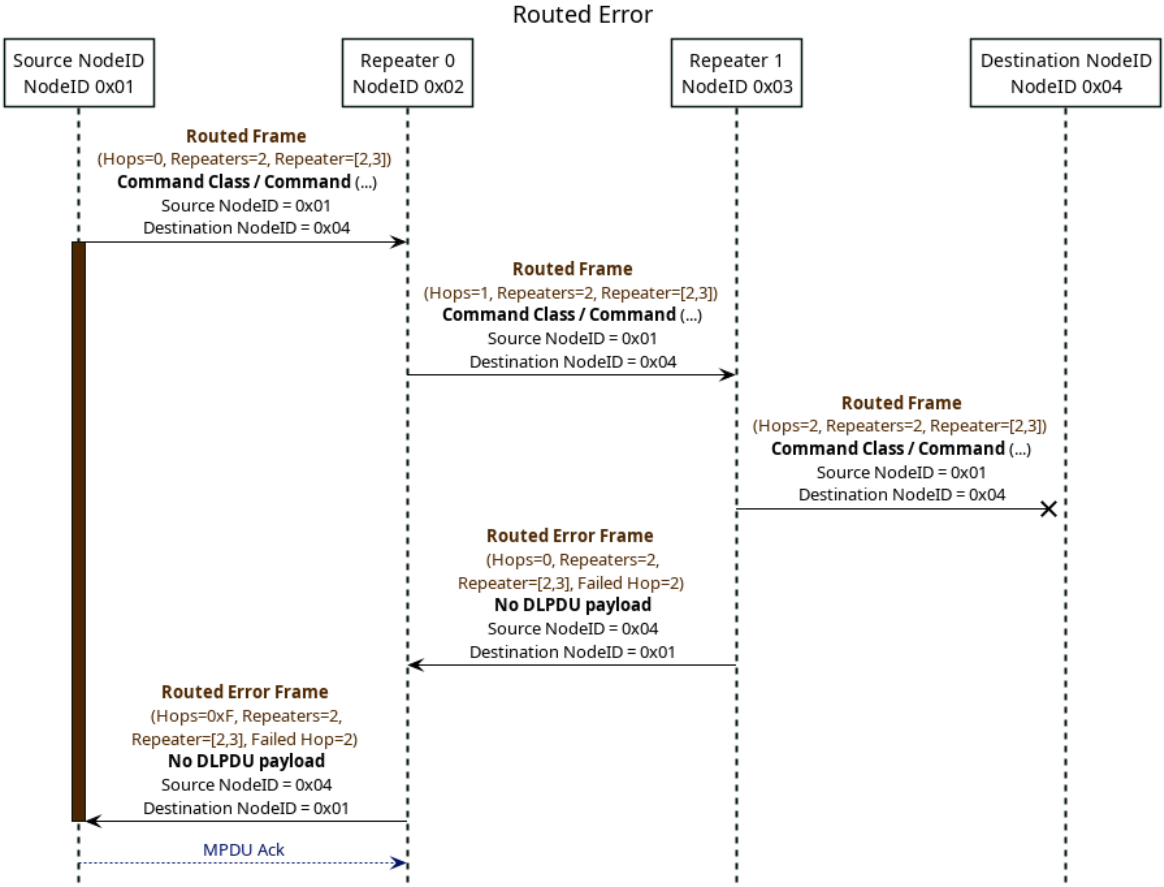 Routed Error
Source NodeID
NodeID 0x01
Repeater 0
NodeID 0x02
Repeater 1
NodeID 0x03
Destination NodeID
NodeID 0x04
Routed Frame
(Hops=0, Repeaters=2, Repeater=[2,3])
Command Class / Command (...)
Source NodeID = 0x01
Destination NodeID = 0x04
Routed Frame
(Hops=1, Repeaters=2, Repeater=[2,3])
Command Class / Command (...)
Source NodeID = 0x01
Destination NodeID = 0x04
Routed Frame
(Hops=2, Repeaters=2, Repeater=[2,3])
Command Class / Command (...)
Source NodeID = 0x01
Destination NodeID = 0x04
Routed Error Frame
(Hops=0, Repeaters=2,
Repeater=[2,3], Failed Hop=2)
No DLPDU payload
Source NodeID = 0x04
Destination NodeID = 0x01
Routed Error Frame
(Hops=0xF, Repeaters=2,
Repeater=[2,3], Failed Hop=2)
No DLPDU payload
Source NodeID = 0x04
Destination NodeID = 0x01
MPDU Ack